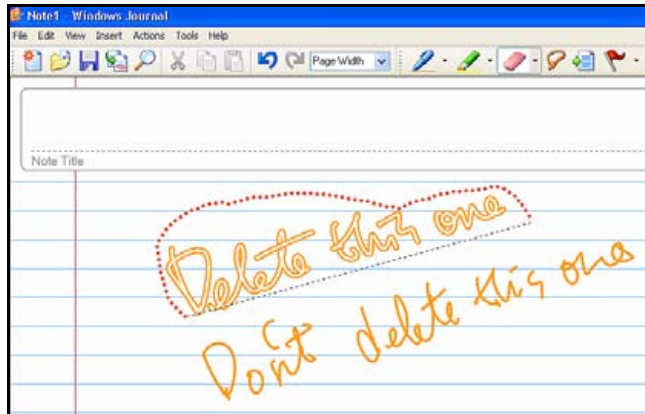 Note1 - Windows Journal
File Edit View Insert Actions Tools Help
Page Width
Note Title
Delete this one
Don't delete this one